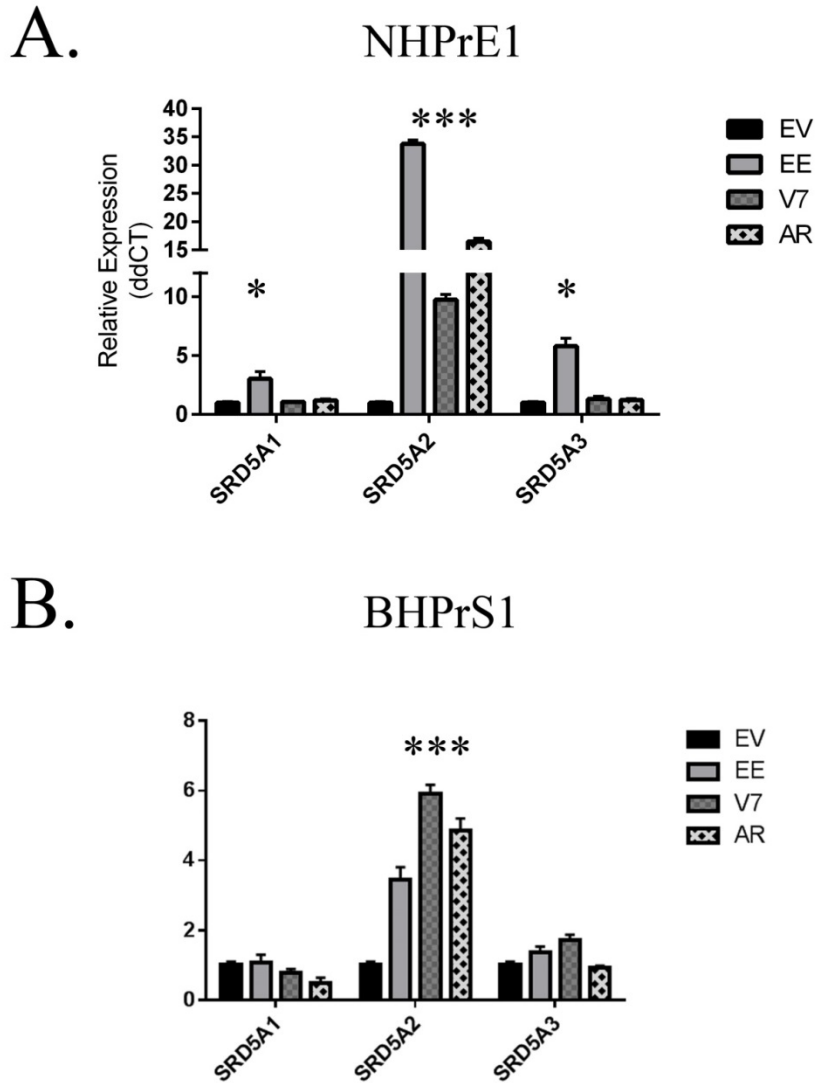 A.
NHPrE1
Relative Expression
(ddCT)
40
35
30
25
20
15
10
5
0
*
***
*
SRD5A1
SRD5A2
SRD5A3
EV
EE
V7
AR
B.
BHPrS1
8
6
4
2
0
***
SRD5A1
SRD5A2
SRD5A3
EV
EE
V7
AR